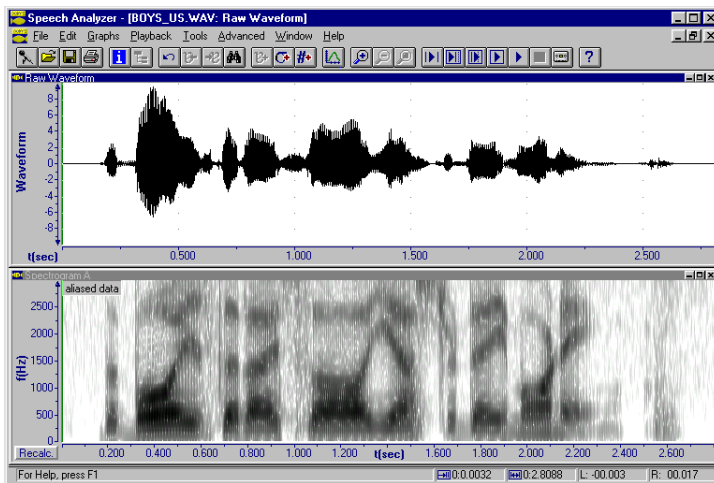 Speech Analyzer - [BOYS_US.WAV: Raw Waveform]
File Edit Graphs Playback Tools Advanced Window Help
Raw Waveform
Waveform
8
6
4
2
0
-2
-4
-6
-8
t(sec)
0.500 1.000 1.500 2.000 2.500
Spectrogram A
aliased data
f(Hz)
2500
2000
1500
1000
500
0
Recalc.
0.200 0.400 0.600 0.800 1.000 1.200 t(sec) 1.600 1.800 2.000 2.200 2.400 2.600
For Help, press F1 0:0.0032 0:2.8088 L: -00.003 R: 00.017